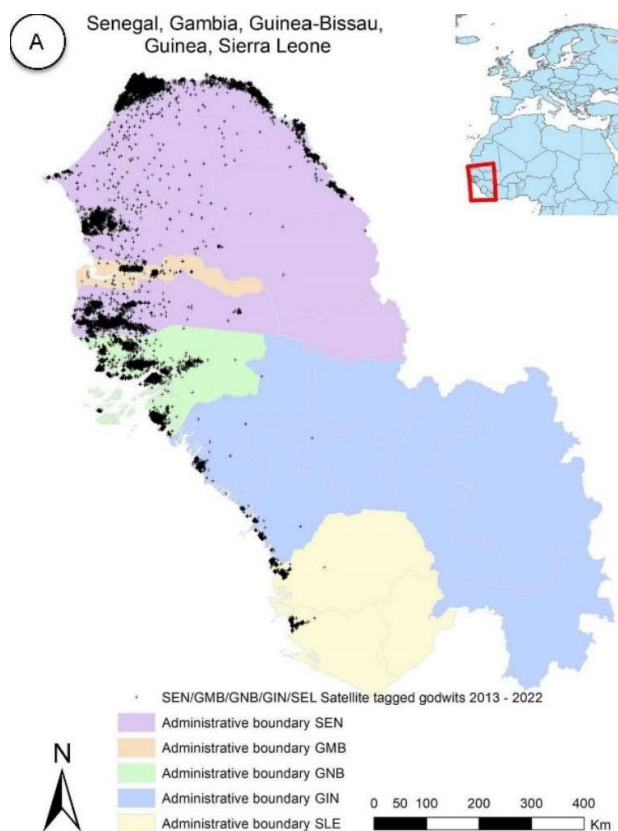 A
Senegal, Gambia, Guinea-Bissau,
Guinea, Sierra Leone
SEN/GMB/GNB/GIN/SEL Satellite tagged godwits 2013 - 2022
Administrative boundary SEN
Administrative boundary GMB
Administrative boundary GNB
Administrative boundary GIN
Administrative boundary SLE
N
0 50 100 200 300 400
Km